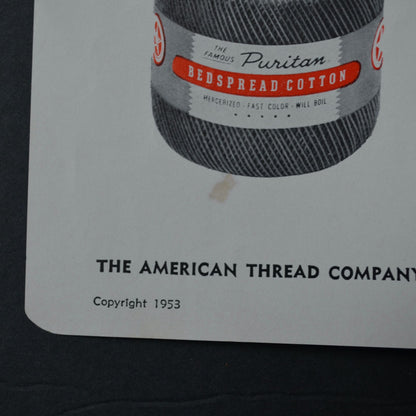 THE FAMOUS Puritan
BEDSPREAD COTTON
MERCERIZED - FAST COLOR - WILL BOIL
THE AMERICAN THREAD COMPANY
Copyright 1953